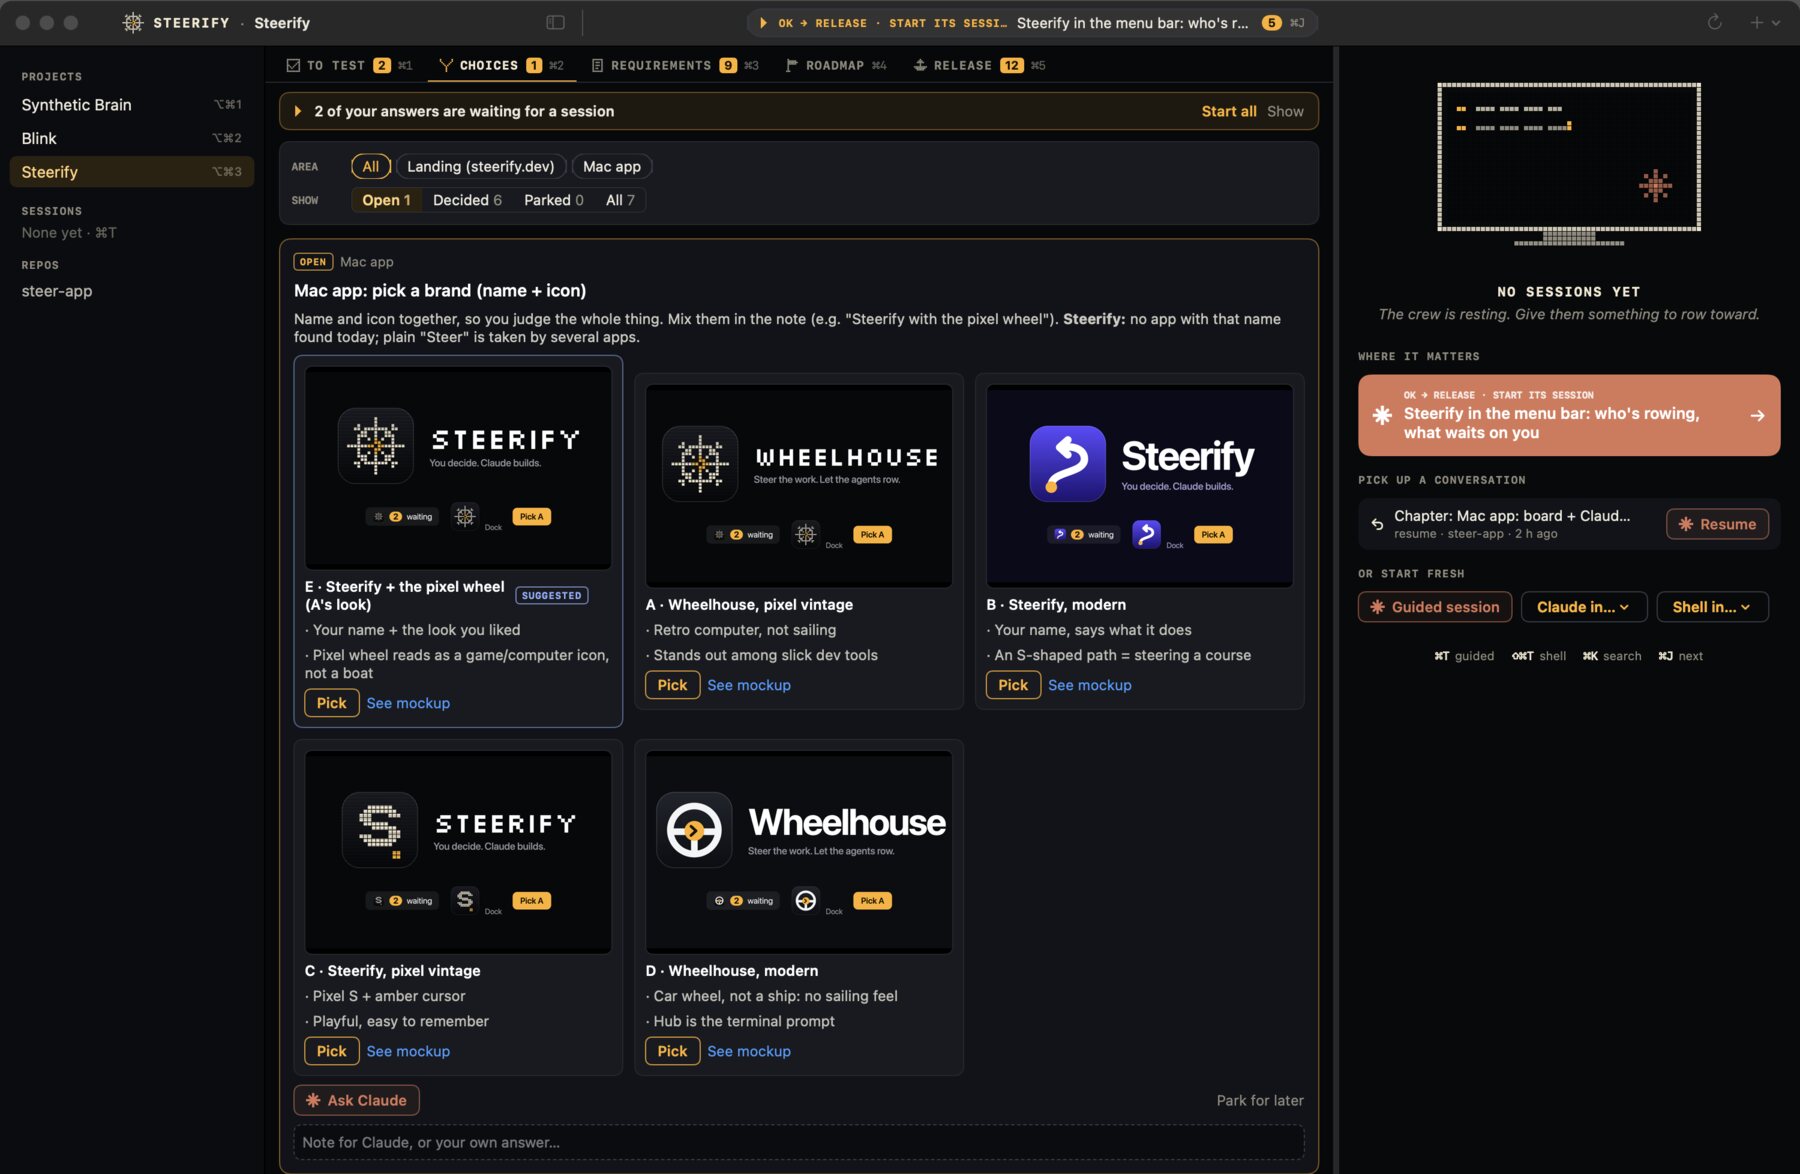 STEERIFY · Steerify
OK → RELEASE · START ITS SESSI… Steerify in the menu bar: who's r... 5 ⌘J
PROJECTS
Synthetic Brain ⌥⌘1
Blink ⌥⌘2
Steerify ⌥⌘3
SESSIONS
None yet · ⌘T
REPOS
steer-app
TO TEST 2 ⌘1
CHOICES 1 ⌘2
REQUIREMENTS 9 ⌘3
ROADMAP ⌘4
RELEASE 12 ⌘5
2 of your answers are waiting for a session
Start all Show
AREA All Landing (steerify.dev) Mac app
SHOW Open 1 Decided 6 Parked 0 All 7
OPEN Mac app
Mac app: pick a brand (name + icon)
Name and icon together, so you judge the whole thing. Mix them in the note (e.g. "Steerify with the pixel wheel"). Steerify: no app with that name
found today; plain "Steer" is taken by several apps.
STEERIFY
You decide. Claude builds.
2 waiting Dock Pick A
E · Steerify + the pixel wheel
(A's look)
SUGGESTED
· Your name + the look you liked
· Pixel wheel reads as a game/computer icon,
not a boat
Pick See mockup
WHEELHOUSE
Steer the work. Let the agents row.
2 waiting Dock Pick A
A · Wheelhouse, pixel vintage
· Retro computer, not sailing
· Stands out among slick dev tools
Pick See mockup
Steerify
You decide. Claude builds.
2 waiting Dock Pick A
B · Steerify, modern
· Your name, says what it does
· An S-shaped path = steering a course
Pick See mockup
S
STEERIFY
You decide. Claude builds.
S 2 waiting S Dock Pick A
C · Steerify, pixel vintage
· Pixel S + amber cursor
· Playful, easy to remember
Pick See mockup
Wheelhouse
Steer the work. Let the agents row.
2 waiting Dock Pick A
D · Wheelhouse, modern
· Car wheel, not a ship: no sailing feel
· Hub is the terminal prompt
Pick See mockup
Ask Claude
Park for later
Note for Claude, or your own answer...
NO SESSIONS YET
The crew is resting. Give them something to row toward.
WHERE IT MATTERS
OK → RELEASE · START ITS SESSION
Steerify in the menu bar: who's rowing,
what waits on you
PICK UP A CONVERSATION
Chapter: Mac app: board + Claud...
resume · steer-app · 2 h ago
Resume
OR START FRESH
Guided session Claude in... Shell in...
⌘T guided ⇧⌘T shell ⌘K search ⌘J next